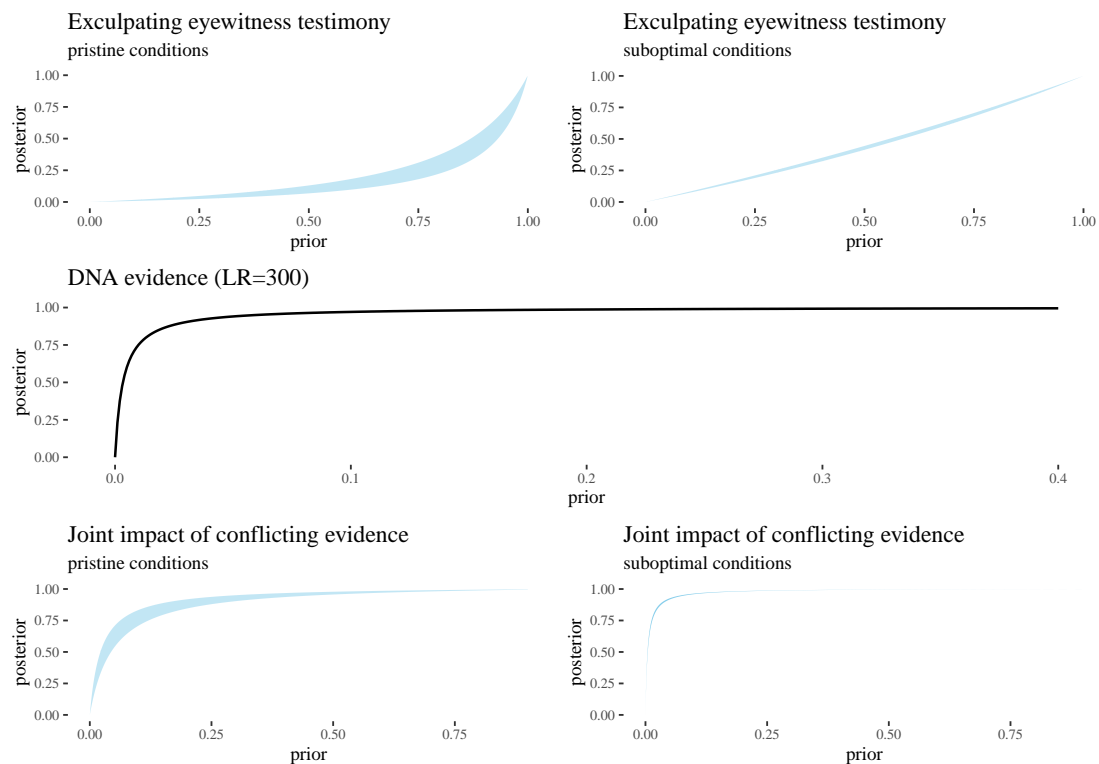 Exculpating eyewitness testimony
pristine conditions
1.00
0.75
0.50
0.25
0.00
posterior
0.00 0.25 0.50 0.75 1.00
prior
Exculpating eyewitness testimony
suboptimal conditions
1.00
0.75
0.50
0.25
0.00
posterior
0.00 0.25 0.50 0.75 1.00
prior
DNA evidence (LR=300)
1.00
0.75
0.50
0.25
0.00
posterior
0.0 0.1 0.2 0.3 0.4
prior
Joint impact of conflicting evidence
pristine conditions
1.00
0.75
0.50
0.25
0.00
posterior
0.00 0.25 0.50 0.75
prior
Joint impact of conflicting evidence
suboptimal conditions
1.00
0.75
0.50
0.25
0.00
posterior
0.00 0.25 0.50 0.75
prior